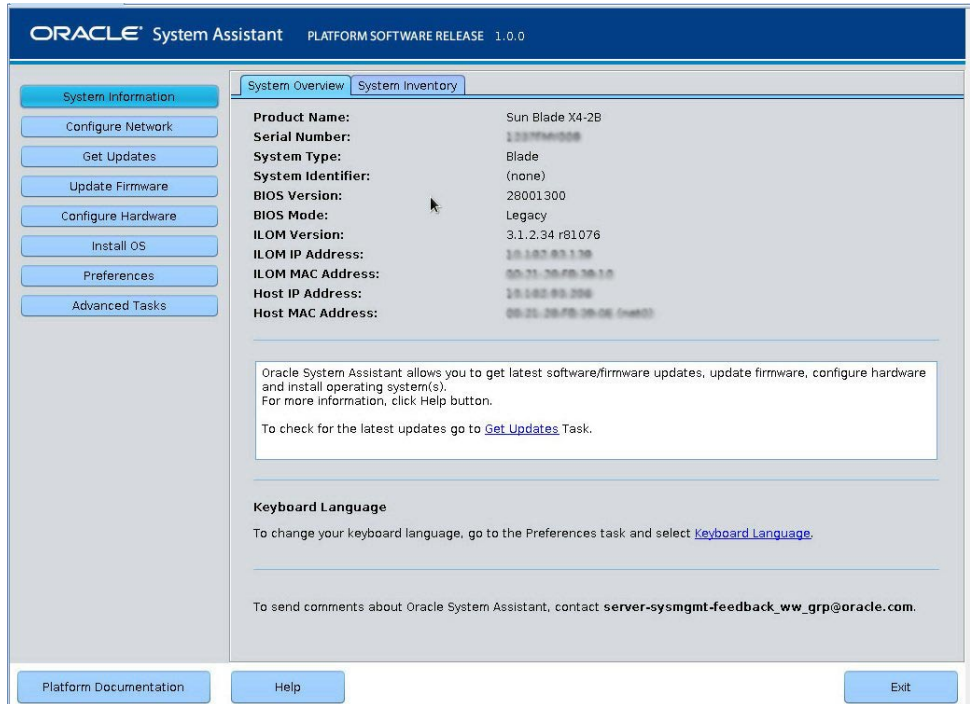 ORACLE System Assistant PLATFORM SOFTWARE RELEASE 1.0.0
System Information
Configure Network
Get Updates
Update Firmware
Configure Hardware
Install OS
Preferences
Advanced Tasks
System Overview System Inventory
Product Name: Sun Blade X4-2B
Serial Number:
System Type: Blade
System Identifier: (none)
BIOS Version: 28001300
BIOS Mode: Legacy
ILOM Version: 3.1.2.34 r81076
ILOM IP Address:
ILOM MAC Address:
Host IP Address:
Host MAC Address:
Oracle System Assistant allows you to get latest software/firmware updates, update firmware, configure hardware
and install operating system(s).
For more information, click Help button.
To check for the latest updates go to Get Updates Task.
Keyboard Language
To change your keyboard language, go to the Preferences task and select Keyboard Language.
To send comments about Oracle System Assistant, contact server-sysmgmt-feedback_ww_grp@oracle.com.
Platform Documentation Help Exit